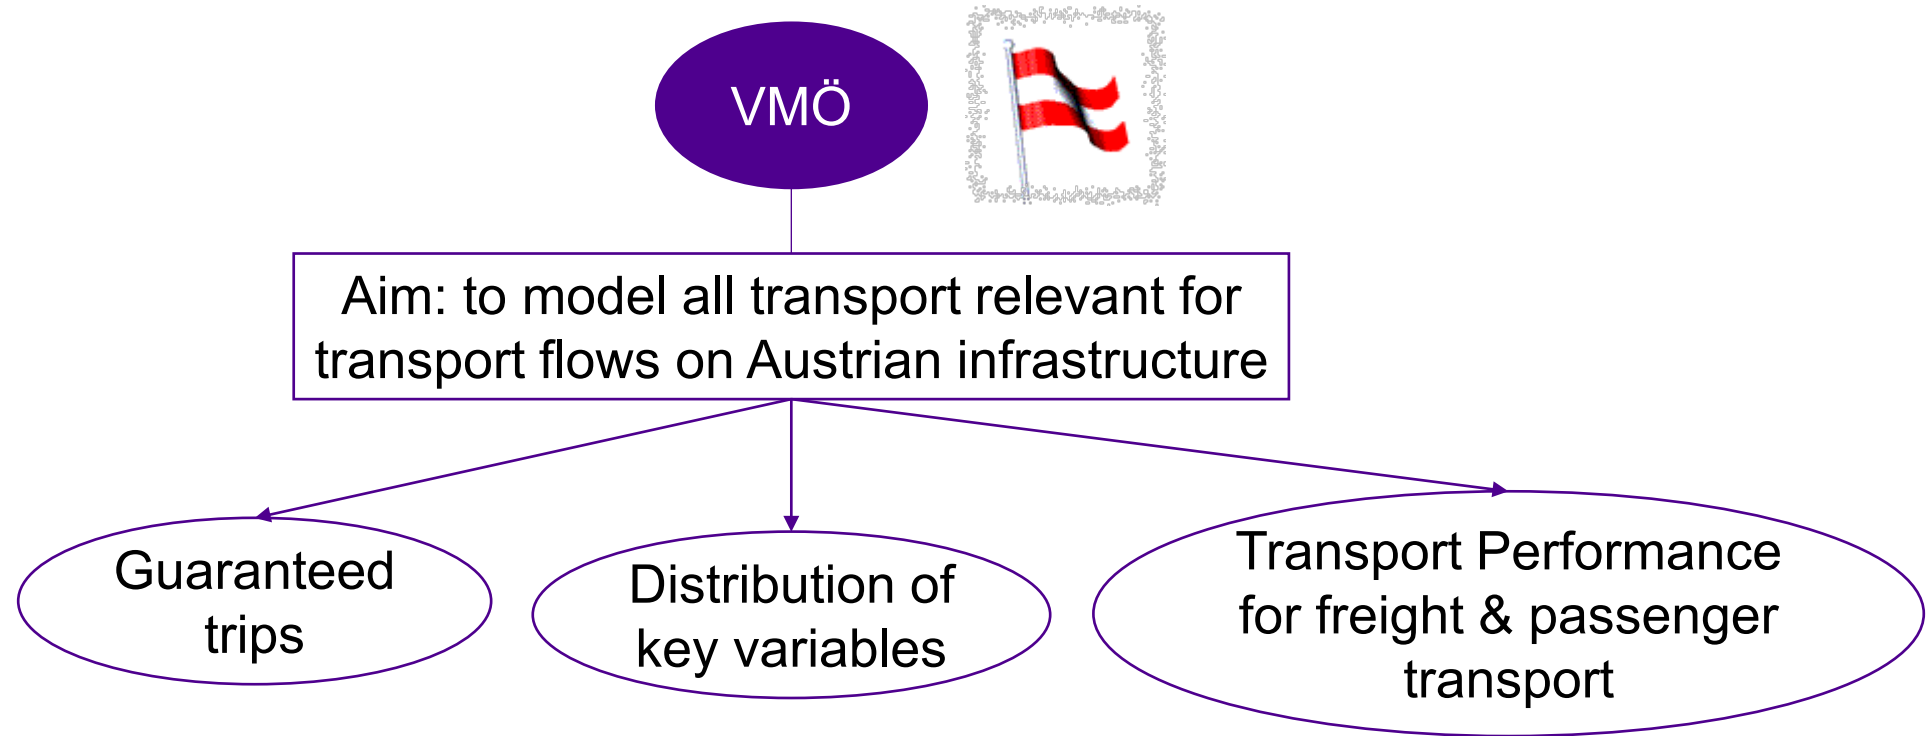 VMÖ
Aim: to model all transport relevant for
transport flows on Austrian infrastructure
Guaranteed
trips
Distribution of
key variables
Transport Performance
for freight & passenger
transport